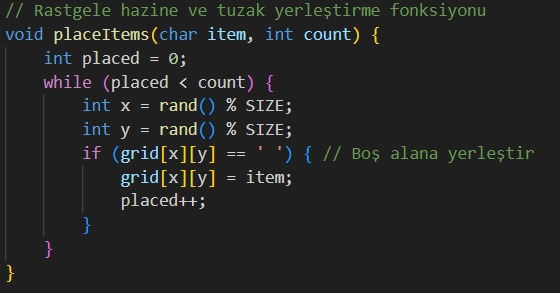 // Rastgele hazine ve tuzak yerleştirme fonksiyonu
void placeItems(char item, int count) {
    int placed = 0;
    while (placed < count) {
        int x = rand() % SIZE;
        int y = rand() % SIZE;
        if (grid[x][y] == ' ') { // Boş alana yerleştir
            grid[x][y] = item;
            placed++;
        }
    }
}